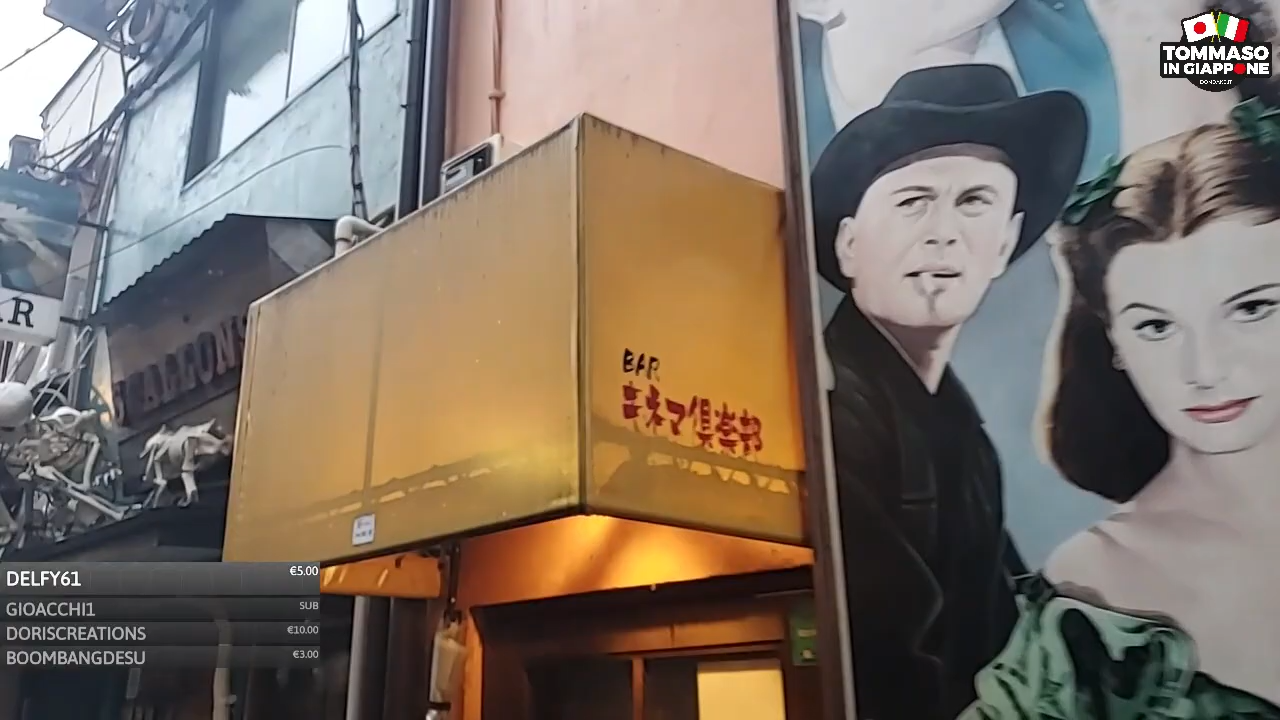 TOMMASO
IN GIAPPONE
BAR
キネマ倶楽部
DELFY61 €5.00
GIOACCHI1 SUB
DORISCREATIONS €10.00
BOOMBANGDESU €3.00